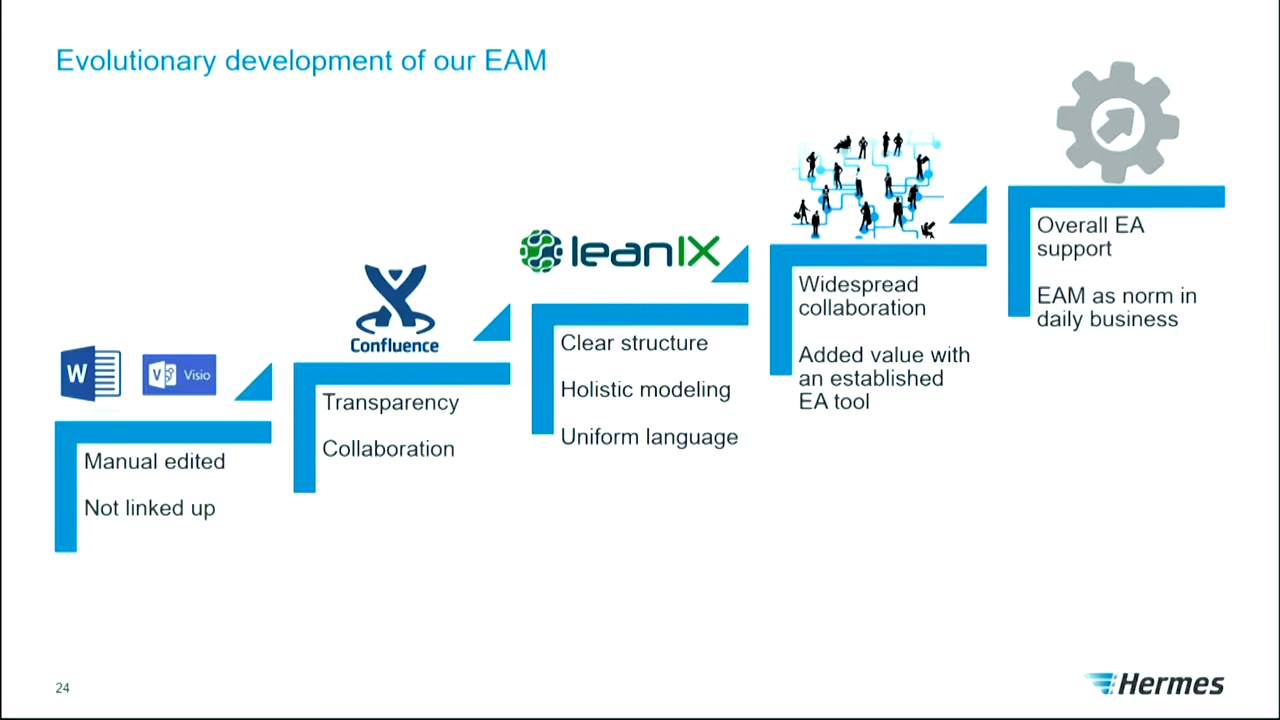 Evolutionary development of our EAM
W
V
Visio
Manual edited
Not linked up
Confluence
Transparency
Collaboration
leanIX
Clear structure
Holistic modeling
Uniform language
Widespread
collaboration
Added value with
an established
EA tool
Overall EA
support
EAM as norm in
daily business
24
Hermes